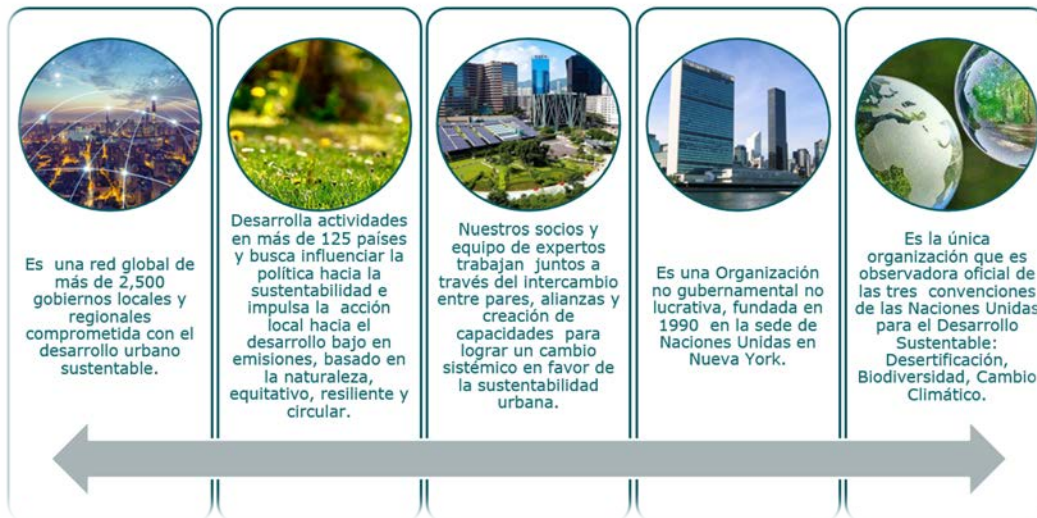 Es una red global de
más de 2,500
gobiernos locales y
regionales
comprometida con el
desarrollo urbano
sustentable.
Desarrolla actividades
en más de 125 países
y busca influenciar la
política hacia la
sustentabilidad e
impulsa la acción
local hacia el
desarrollo bajo en
emisiones, basado en
la naturaleza,
equitativo, resiliente y
circular.
Nuestros socios y
equipo de expertos
trabajan juntos a
través del intercambio
entre pares, alianzas y
creación de
capacidades para
lograr un cambio
sistémico en favor de
la sustentabilidad
urbana.
Es una Organización
no gubernamental no
lucrativa, fundada en
1990 en la sede de
Naciones Unidas en
Nueva York.
Es la única
organización que es
observadora oficial de
las tres convenciones
de las Naciones Unidas
para el Desarrollo
Sustentable:
Desertificación,
Biodiversidad, Cambio
Climático.